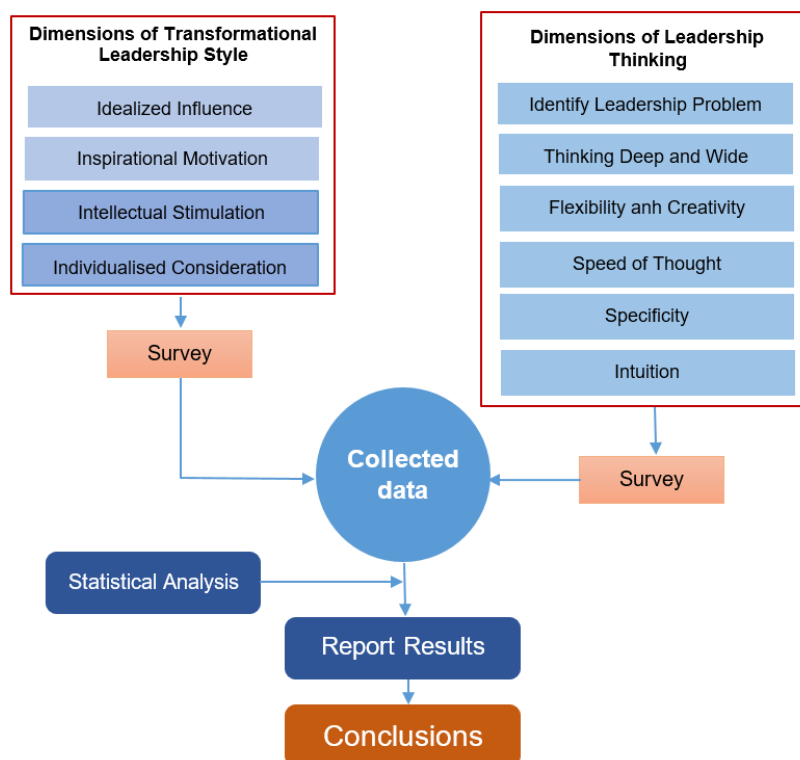 Dimensions of Transformational
Leadership Style
Idealized Influence
Inspirational Motivation
Intellectual Stimulation
Individualised Consideration
Survey
Dimensions of Leadership
Thinking
Identify Leadership Problem
Thinking Deep and Wide
Flexibility anh Creativity
Speed of Thought
Specificity
Intuition
Survey
Collected
data
Statistical Analysis
Report Results
Conclusions